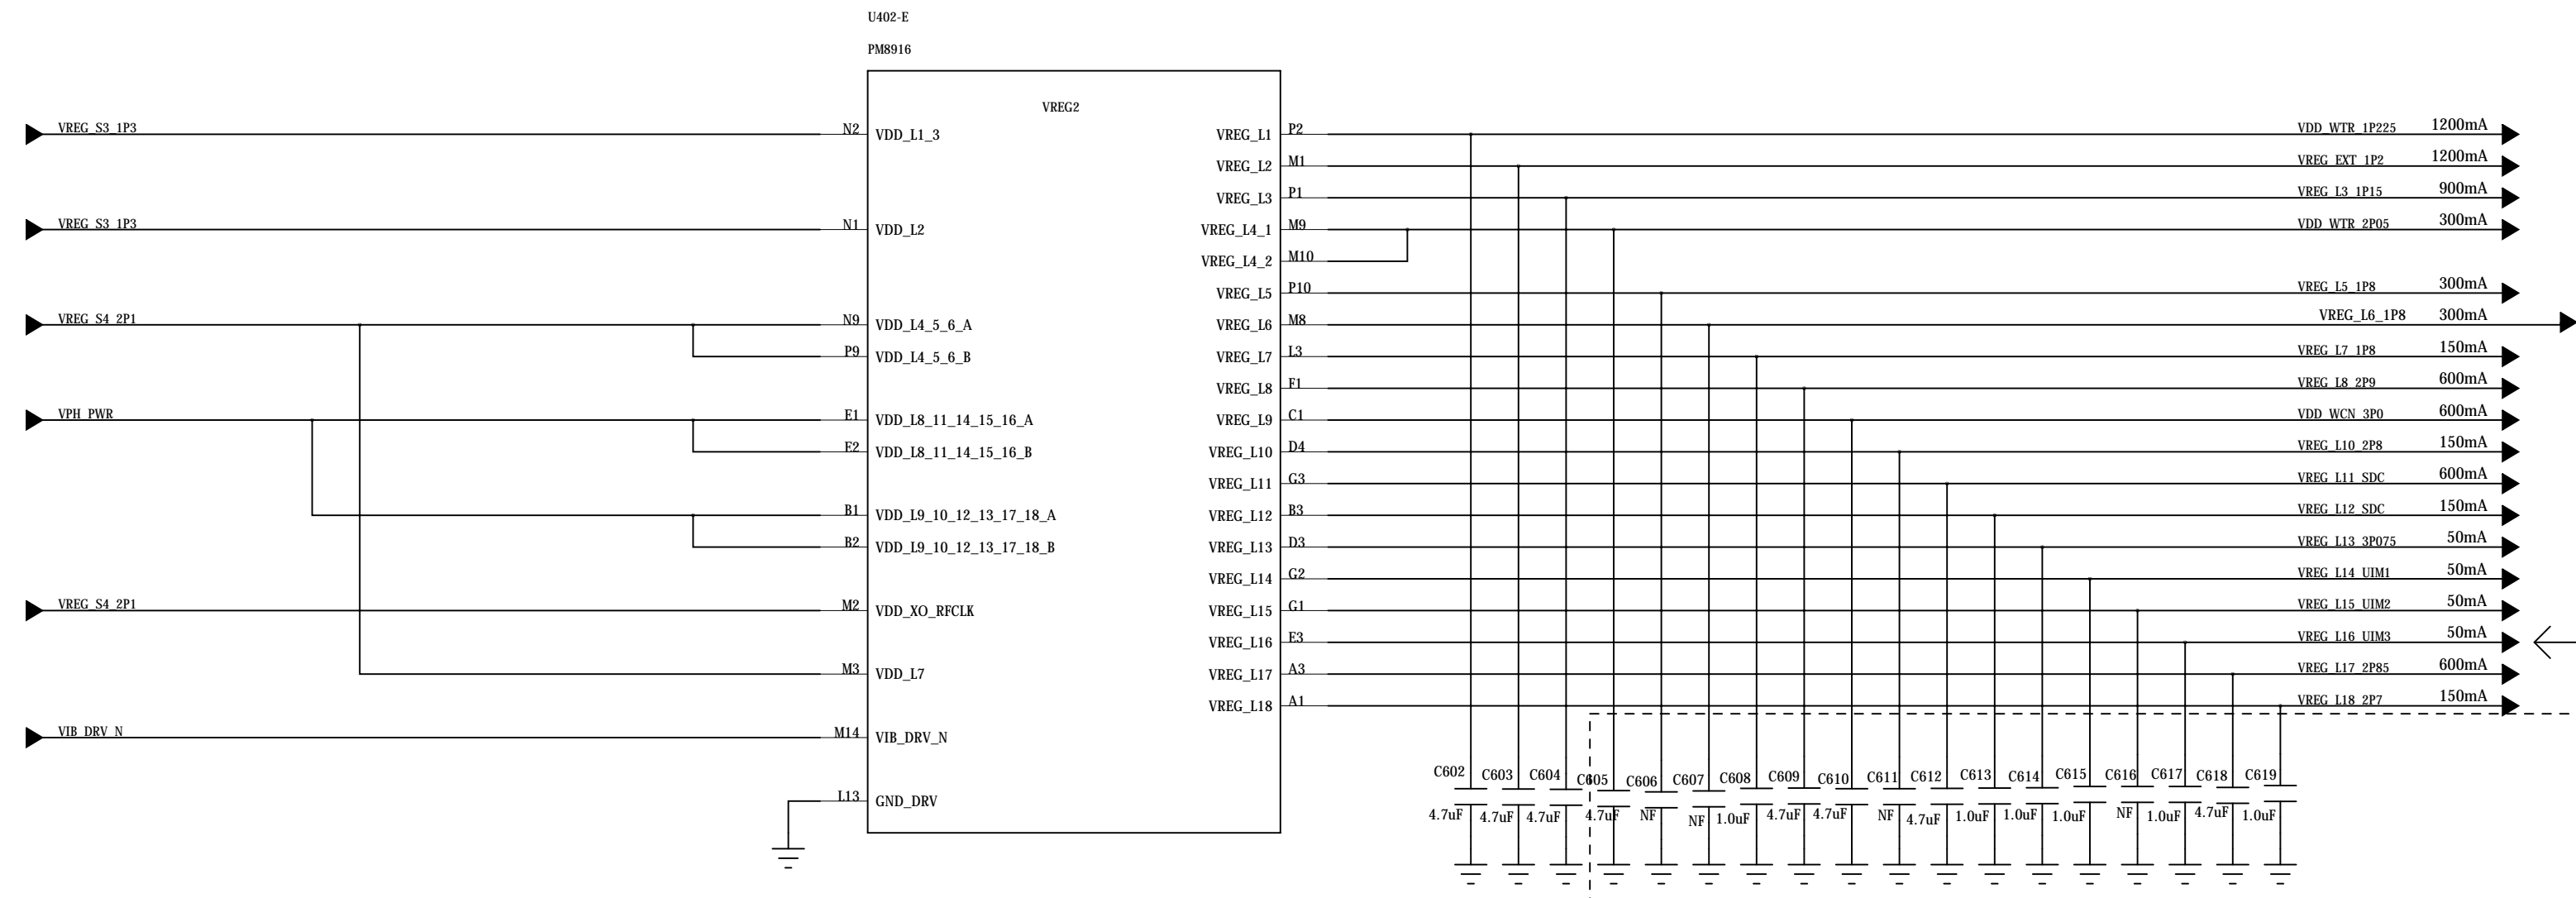 U402-E
PM8916
VREG2
VREG_S3_1P3 N2 VDD_L1_3 VREG_L1 P2 VDD_WTR_1P225 1200mA
VREG_L2 M1 VREG_EXT_1P2 1200mA
VREG_L3 P1 VREG_L3_1P15 900mA
VREG_S3_1P3 N1 VDD_L2 VREG_L4_1 M9 VDD_WTR_2P05 300mA
VREG_L4_2 M10
VREG_L5 P10 VREG_L5_1P8 300mA
VREG_S4_2P1 N9 VDD_L4_5_6_A VREG_L6 M8 VREG_L6_1P8 300mA
P9 VDD_L4_5_6_B VREG_L7 L3 VREG_L7_1P8 150mA
VREG_L8 F1 VREG_L8_2P9 600mA
VPH_PWR E1 VDD_L8_11_14_15_16_A VREG_L9 C1 VDD_WCN_3P0 600mA
E2 VDD_L8_11_14_15_16_B VREG_L10 D4 VREG_L10_2P8 150mA
VREG_L11 G3 VREG_L11_SDC 600mA
B1 VDD_L9_10_12_13_17_18_A VREG_L12 B3 VREG_L12_SDC 150mA
B2 VDD_L9_10_12_13_17_18_B VREG_L13 D3 VREG_L13_3P075 50mA
VREG_L14 G2 VREG_L14_UIM1 50mA
VREG_S4_2P1 M2 VDD_XO_RFCLK VREG_L15 G1 VREG_L15_UIM2 50mA
VREG_L16 E3 VREG_L16_UIM3 50mA
M3 VDD_L7 VREG_L17 A3 VREG_L17_2P85 600mA
VREG_L18 A1 VREG_L18_2P7 150mA
VIB_DRV_N M14 VIB_DRV_N
L13 GND_DRV
C602 C603 C604 C605 C606 C607 C608 C609 C610 C611 C612 C613 C614 C615 C616 C617 C618 C619
4.7uF 4.7uF 4.7uF 4.7uF NF NF 1.0uF 4.7uF 4.7uF NF 4.7uF 1.0uF 1.0uF 1.0uF NF 1.0uF 4.7uF 1.0uF